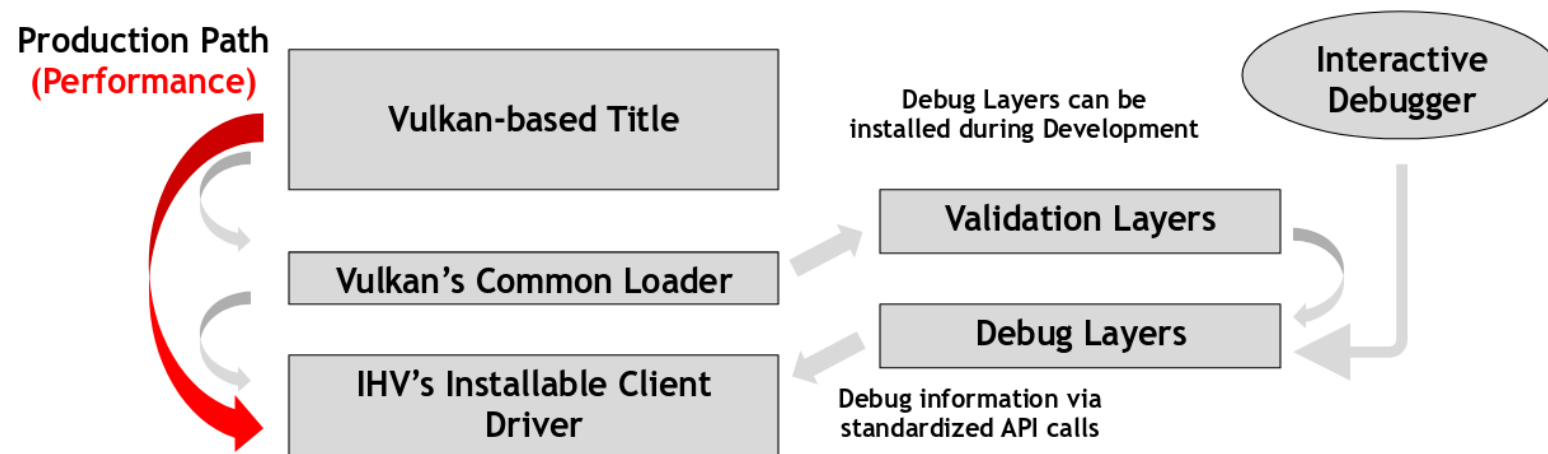 Production Path
(Performance)
Vulkan-based Title
Debug Layers can be
installed during Development
Interactive
Debugger
Validation Layers
Vulkan’s Common Loader
Debug Layers
IHV’s Installable Client
Driver
Debug information via
standardized API calls